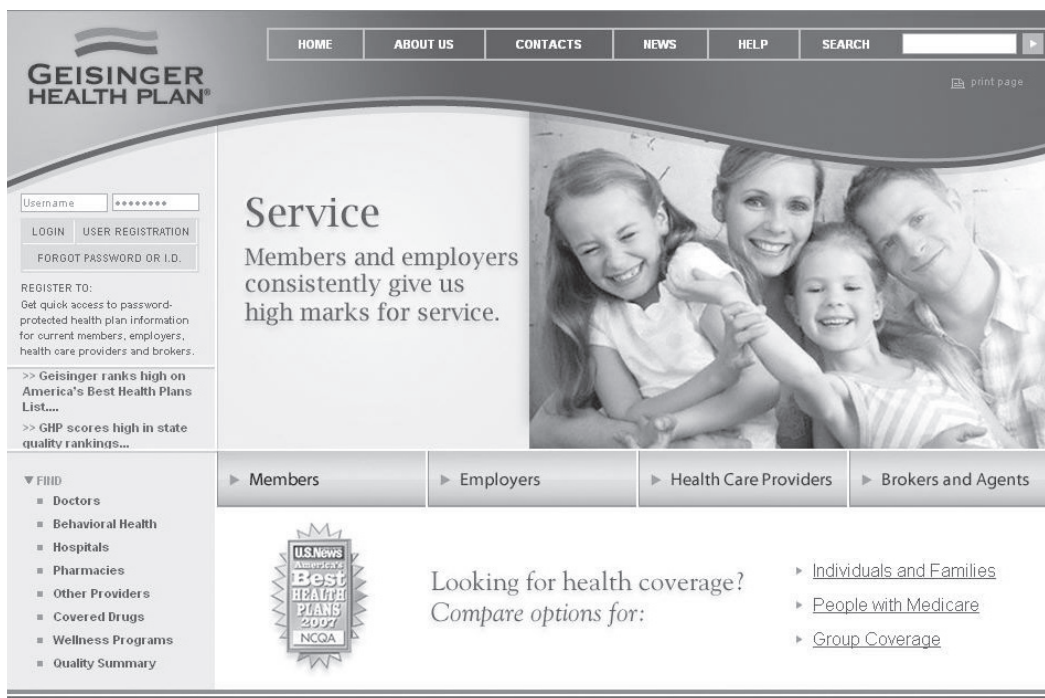 GEISINGER
HEALTH PLAN®
HOME ABOUT US CONTACTS NEWS HELP SEARCH
print page
Username ••••••••
LOGIN USER REGISTRATION
FORGOT PASSWORD OR I.D.
REGISTER TO:
Get quick access to password-
protected health plan information
for current members, employers,
health care providers and brokers.
>> Geisinger ranks high on
America's Best Health Plans
List....
>> GHP scores high in state
quality rankings...
Service
Members and employers
consistently give us
high marks for service.
Members Employers Health Care Providers Brokers and Agents
FIND
Doctors
Behavioral Health
Hospitals
Pharmacies
Other Providers
Covered Drugs
Wellness Programs
Quality Summary
U.S.News
America's
Best
HEALTH
PLANS
2007
NCQA
Looking for health coverage?
Compare options for:
Individuals and Families
People with Medicare
Group Coverage